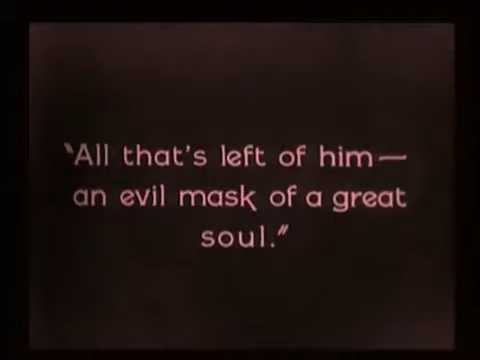 "All that's left of him—
an evil mask of a great
soul."